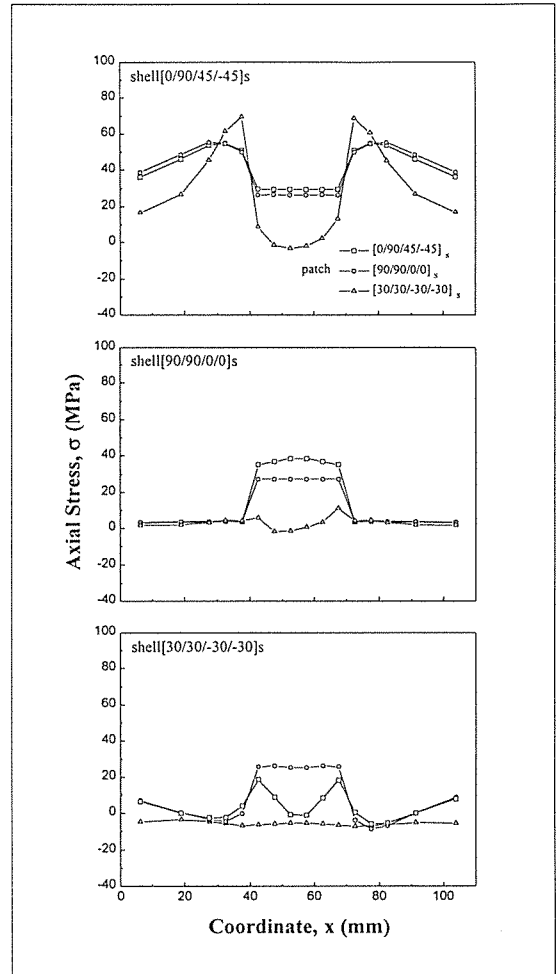 shell[0/90/45/-45]s
100
80
60
40
20
0
-20
-40
patch
[0/90/45/-45] s
[90/90/0/0] s
[30/30/-30/-30] s
shell[90/90/0/0]s
100
80
60
40
20
0
-20
-40
Axial Stress, σ (MPa)
shell[30/30/-30/-30]s
100
80
60
40
20
0
-20
-40
0 20 40 60 80 100
Coordinate, x (mm)